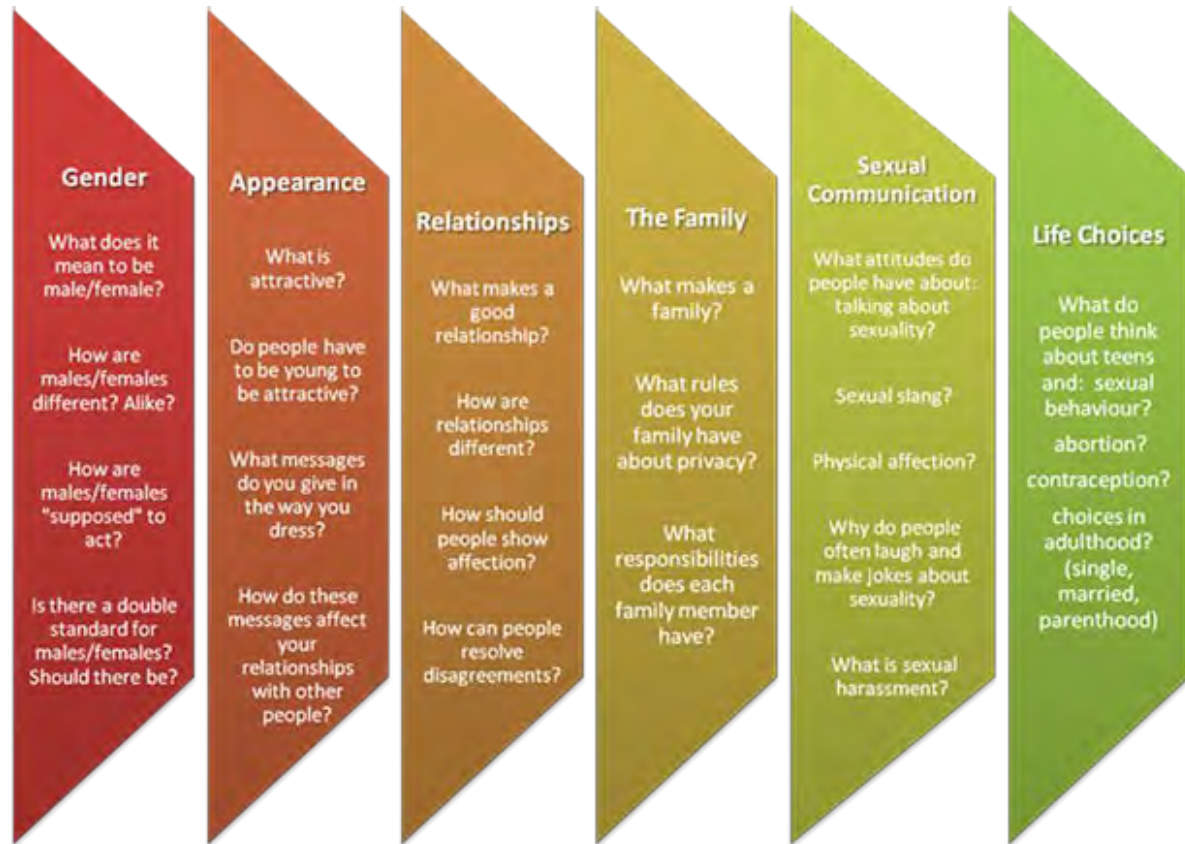 Gender
What does it
mean to be
male/female?
How are
males/females
different? Alike?
How are
males/females
"supposed" to
act?
Is there a double
standard for
males/females?
Should there be?
Appearance
What is
attractive?
Do people have
to be young to
be attractive?
What messages
do you give in
the way you
dress?
How do these
messages affect
your
relationships
with other
people?
Relationships
What makes a
good
relationship?
How are
relationships
different?
How should
people show
affection?
How can people
resolve
disagreements?
The Family
What makes a
family?
What rules
does your
family have
about privacy?
What
responsibilities
does each
family member
have?
Sexual
Communication
What attitudes do
people have about:
talking about
sexuality?
Sexual slang?
Physical affection?
Why do people
often laugh and
make jokes about
sexuality?
What is sexual
harassment?
Life Choices
What do
people think
about teens
and: sexual
behaviour?
abortion?
contraception?
choices in
adulthood?
(single,
married,
parenthood)